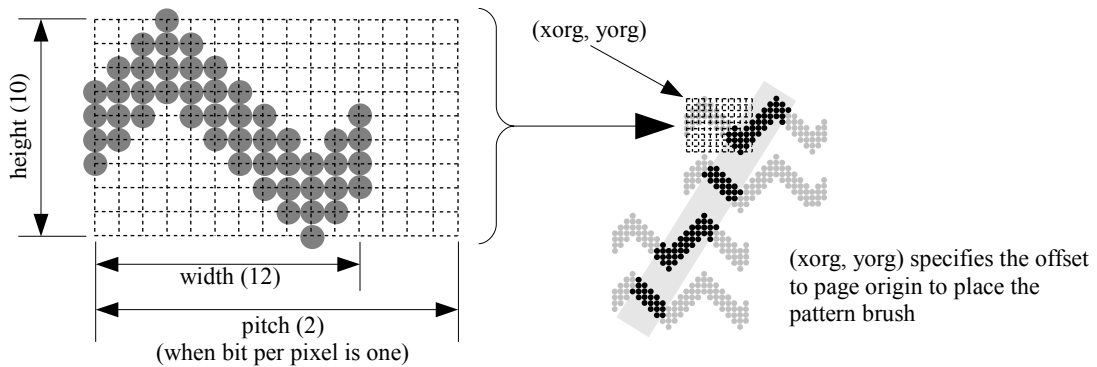 (xorg, yorg)
height (10)
width (12)
pitch (2)
(when bit per pixel is one)
(xorg, yorg) specifies the offset
to page origin to place the
pattern brush